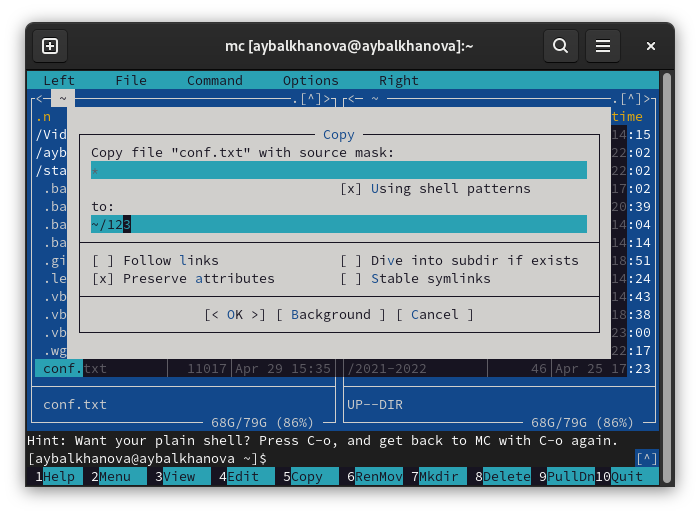 mc [aybalkhanova@aybalkhanova]:~
Left File Command Options Right
<─ ~ .[^]> <─ ~ .[^]>
.n time
/Vid 14:15
/ayb 22:02
/sta 22:02
.ba 17:02
.ba 20:39
.ba 14:04
.ba 14:14
.gi 18:51
.le 14:24
.vb 14:43
.vb 18:38
.vb 23:00
.wg 22:17
Copy
Copy file "conf.txt" with source mask:
*
[x] Using shell patterns
to:
~/123
[ ] Follow links [ ] Dive into subdir if exists
[x] Preserve attributes [ ] Stable symlinks
[< OK >] [ Background ] [ Cancel ]
conf.txt 11017 Apr 29 15:35 /2021-2022 46 Apr 25 17:23
conf.txt UP--DIR
68G/79G (86%) 68G/79G (86%)
Hint: Want your plain shell? Press C-o, and get back to MC with C-o again.
[aybalkhanova@aybalkhanova ~]$ [^]
1Help 2Menu 3View 4Edit 5Copy 6RenMov 7Mkdir 8Delete 9PullDn 10Quit